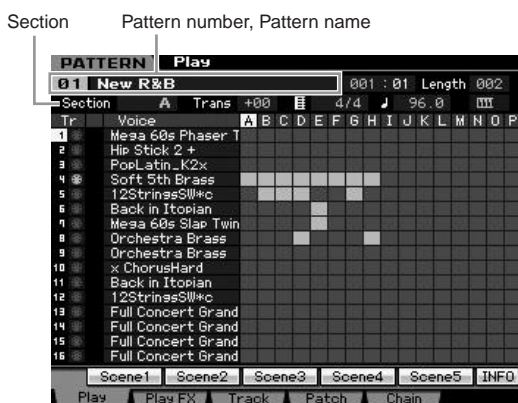 Section Pattern number, Pattern name
PATTERN Play
01 New R&B 001 : 01 Length 002
Section A Trans +00 4/4 ♩ 96.0
Tr Voice A B C D E F G H I J K L M N O P
1 Mega 60s Phaser T
2 Hip Stick 2 +
3 PopLatin_K2x
4 Soft 5th Brass
5 12StringsSW*c
6 Back in Itopian
7 Mega 60s Slap Twin
8 Orchestra Brass
9 Orchestra Brass
10 x ChorusHard
11 Back in Itopian
12 12StringsSW*c
13 Full Concert Grand
14 Full Concert Grand
15 Full Concert Grand
16 Full Concert Grand
Scene1 Scene2 Scene3 Scene4 Scene5 INFO
Play Play FX Track Patch Chain